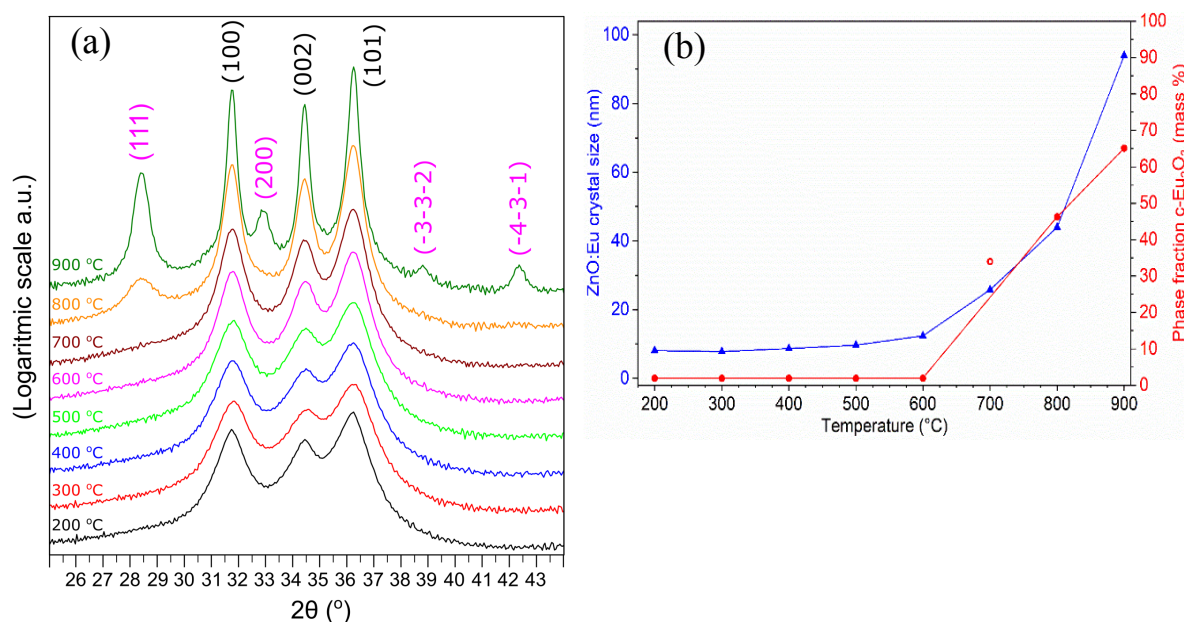 (a)
(100)
(002)
(101)
(111)
(200)
(-3-3-2)
(-4-3-1)
(Logaritmic scale a.u.)
900 °C
800 °C
700 °C
600 °C
500 °C
400 °C
300 °C
200 °C
26 27 28 29 30 31 32 33 34 35 36 37 38 39 40 41 42 43
2θ (°)
(b)
ZnO:Eu crystal size (nm)
100
80
60
40
20
0
200 300 400 500 600 700 800 900
Temperature (°C)
100
90
80
70
60
50
40
30
20
10
0
Phase fraction c-Eu₂O₃ (mass %)